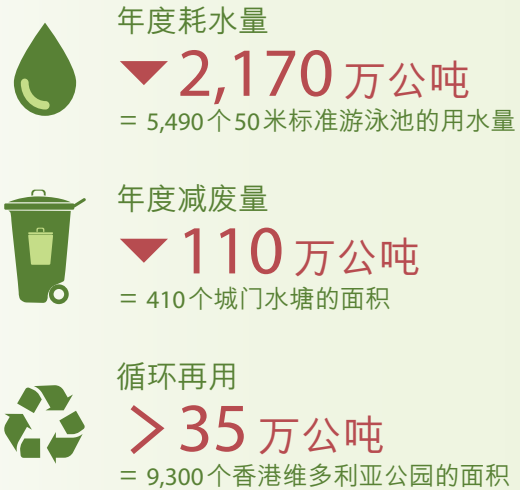 年度耗水量
▼2,170 万公吨
= 5,490个50米标准游泳池的用水量
年度减废量
▼110 万公吨
= 410个城门水塘的面积
循环再用
> 35 万公吨
= 9,300个香港维多利亚公园的面积